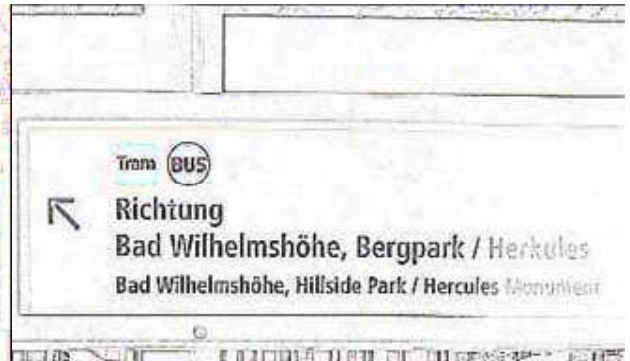 Tram BUS
Richtung
Bad Wilhelmshöhe, Bergpark / Herkules
Bad Wilhelmshöhe, Hillside Park / Hercules Monument